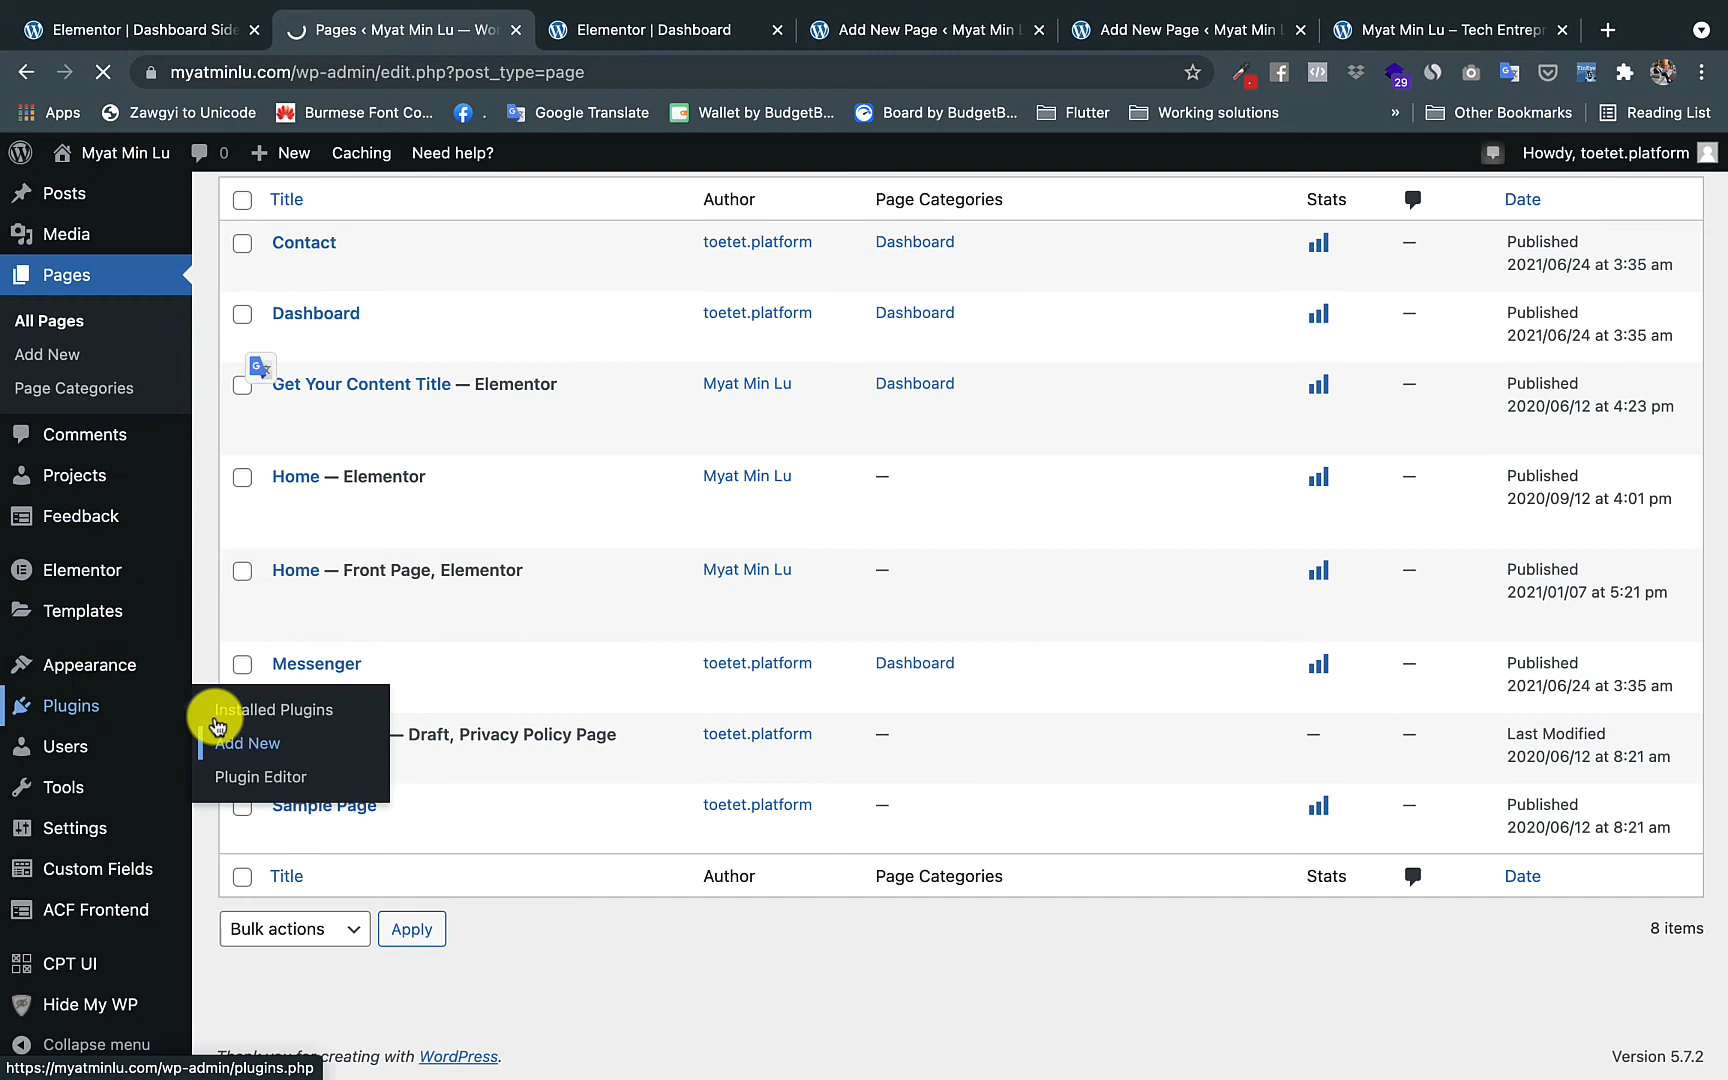 Elementor | Dashboard Side
Pages ‹ Myat Min Lu — Wor
Elementor | Dashboard
Add New Page ‹ Myat Min L
Add New Page ‹ Myat Min L
Myat Min Lu – Tech Entrepr
myatminlu.com/wp-admin/edit.php?post_type=page
29
Apps
Zawgyi to Unicode
Burmese Font Co...
.
Google Translate
Wallet by BudgetB...
Board by BudgetB...
Flutter
Working solutions
»
Other Bookmarks
Reading List
Myat Min Lu
0
New
Caching
Need help?
Howdy, toetet.platform
Posts
Media
Pages
All Pages
Add New
Page Categories
Comments
Projects
Feedback
Elementor
Templates
Appearance
Plugins
Users
Tools
Settings
Custom Fields
ACF Frontend
CPT UI
Hide My WP
Collapse menu
Installed Plugins
Add New
Plugin Editor
Title Author Page Categories Stats Date
Contact toetet.platform Dashboard — Published
2021/06/24 at 3:35 am
Dashboard toetet.platform Dashboard — Published
2021/06/24 at 3:35 am
Get Your Content Title — Elementor Myat Min Lu Dashboard — Published
2020/06/12 at 4:23 pm
Home — Elementor Myat Min Lu — — Published
2020/09/12 at 4:01 pm
Home — Front Page, Elementor Myat Min Lu — — Published
2021/01/07 at 5:21 pm
Messenger toetet.platform Dashboard — Published
2021/06/24 at 3:35 am
— Draft, Privacy Policy Page toetet.platform — — — Last Modified
2020/06/12 at 8:21 am
Sample Page toetet.platform — — Published
2020/06/12 at 8:21 am
Title Author Page Categories Stats Date
Bulk actions
Apply
8 items
Thank you for creating with WordPress.
Version 5.7.2
https://myatminlu.com/wp-admin/plugins.php